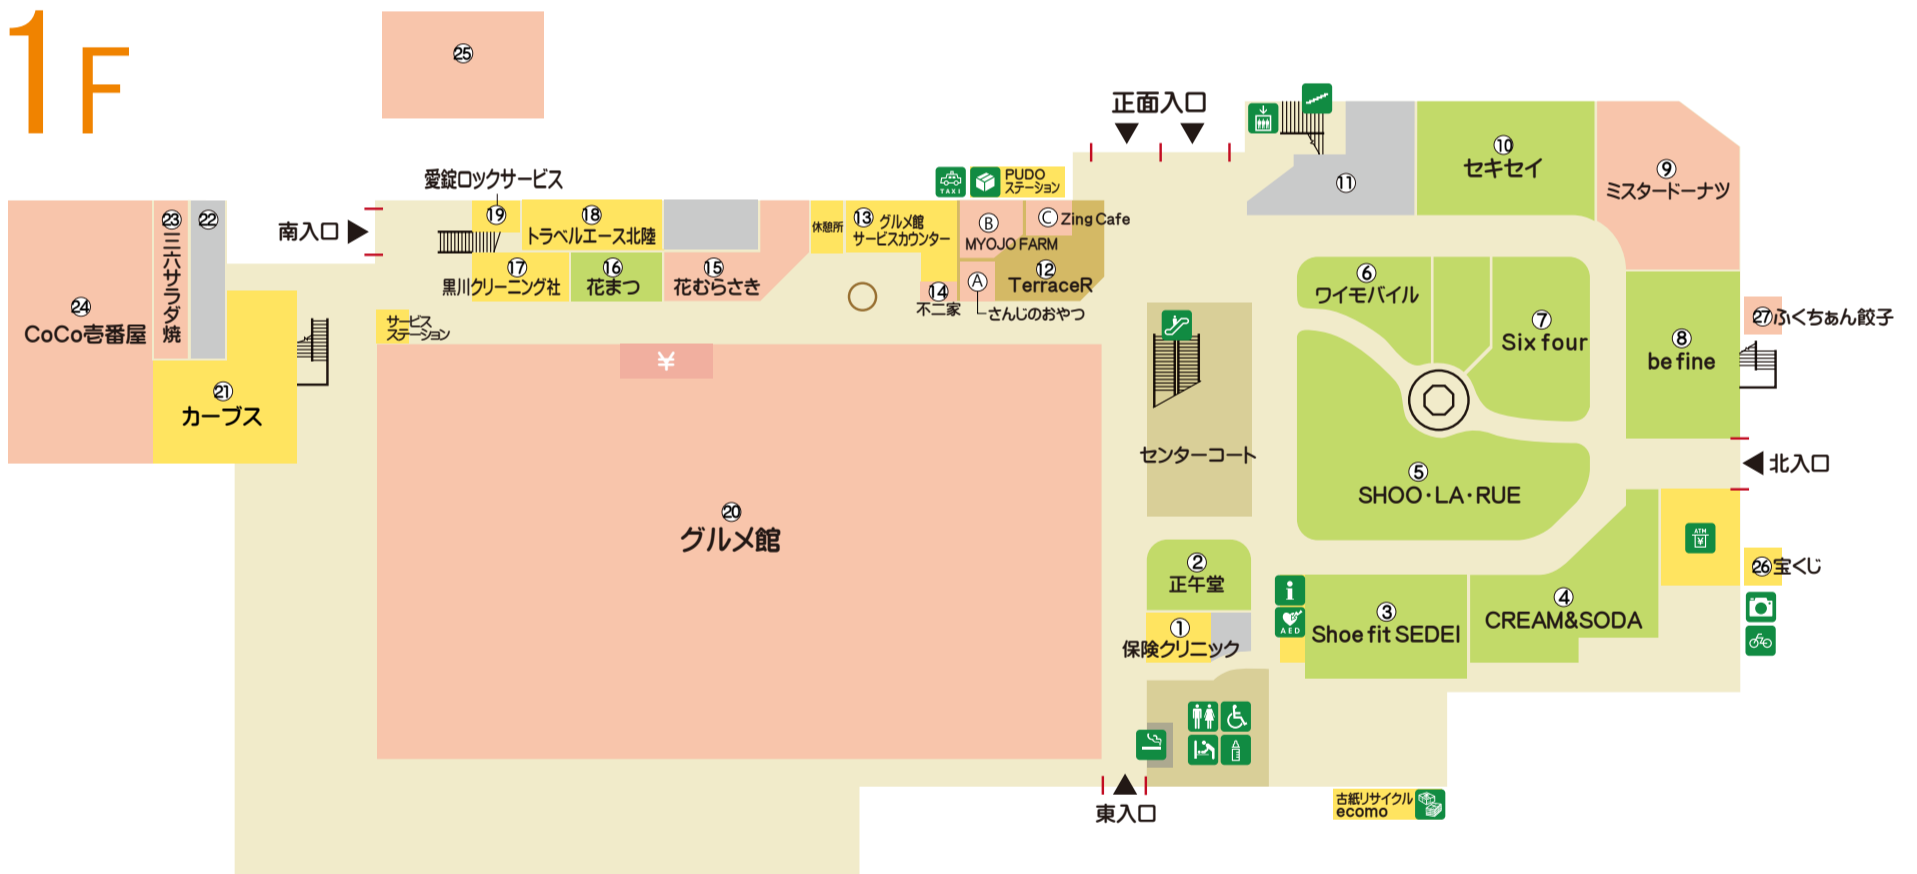 1F
㉕
正面入口
⑩
セキセイ
⑨
ミスタードーナツ
⑪
愛錠ロックサービス
TAXI
PUDO
ステーション
㉓
三六サラダ焼
㉒
南入口
⑲
⑱
トラベルエース北陸
休憩所
⑬ グルメ館
サービスカウンター
Ⓑ
MYOJO FARM
Ⓒ Zing Cafe
⑰
黒川クリーニング社
⑯
花まつ
⑮
花むらさき
⑭
不二家
Ⓐ
さんじのおやつ
⑫
TerraceR
⑥
ワイモバイル
⑦
Six four
⑧
be fine
㉗ふくちぁん餃子
㉔
CoCo壱番屋
サービス
ステーション
¥
㉑
カーブス
センターコート
北入口
⑤
SHOO・LA・RUE
⑳
グルメ館
ATM
¥
②
正午堂
㉖宝くじ
①
保険クリニック
i
AED
③
Shoe fit SEDEI
④
CREAM&SODA
東入口
古紙リサイクル
ecomo